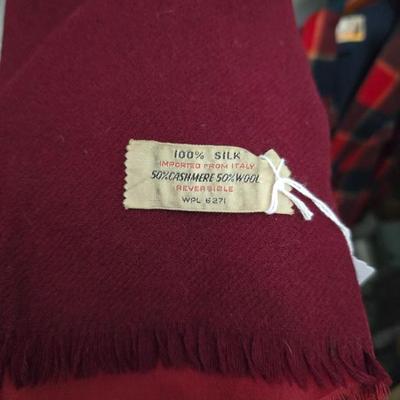 100% SILK
IMPORTED FROM ITALY
50% CASHMERE 50% WOOL
REVERSIBLE
WPL 6271